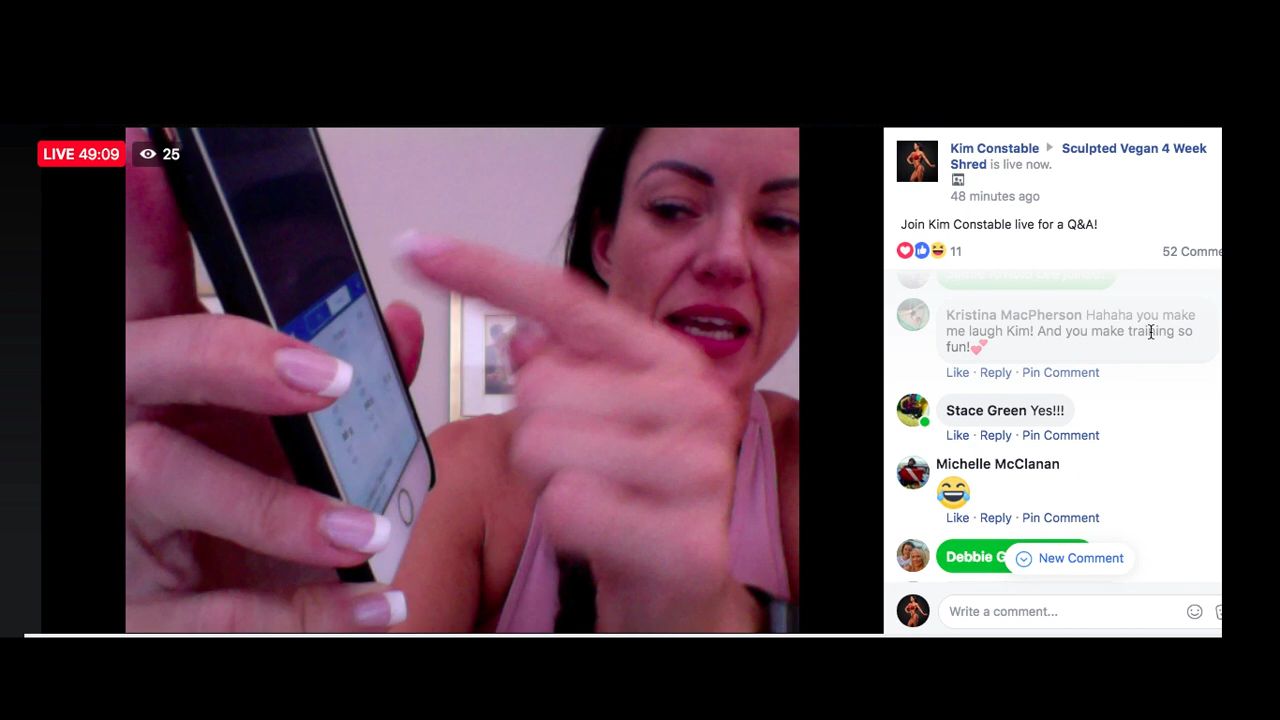 LIVE 49:09
25
Kim Constable Sculpted Vegan 4 Week
Shred is live now.
48 minutes ago
Join Kim Constable live for a Q&A!
11
52 Comme
Kristina MacPherson Hahaha you make
me laugh Kim! And you make training so
fun!💕
Like · Reply · Pin Comment
Stace Green Yes!!!
Like · Reply · Pin Comment
Michelle McClanan
😂
Like · Reply · Pin Comment
Debbie G
New Comment
Write a comment...